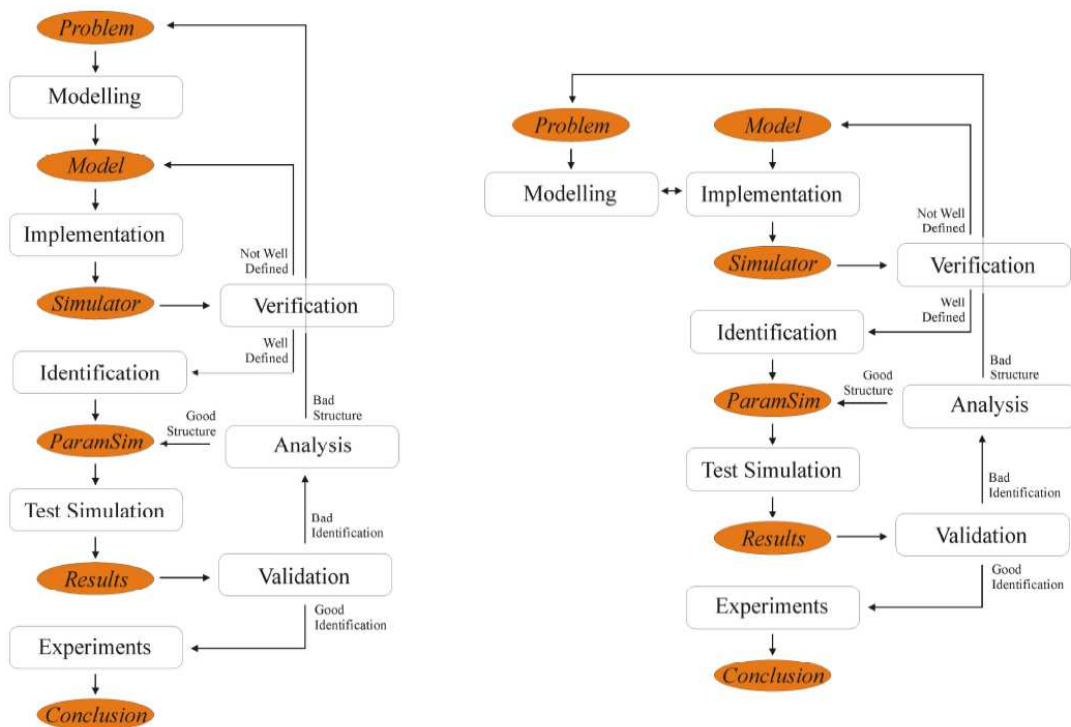 Problem
Modelling
Model
Implementation
Not Well
Defined
Simulator
Verification
Well
Defined
Identification
Bad
Structure
Good
Structure
ParamSim
Analysis
Test Simulation
Bad
Identification
Results
Validation
Good
Identification
Experiments
Conclusion
Problem
Model
Modelling
Implementation
Not Well
Defined
Simulator
Verification
Well
Defined
Identification
Bad
Structure
Good
Structure
ParamSim
Analysis
Test Simulation
Bad
Identification
Results
Validation
Good
Identification
Experiments
Conclusion